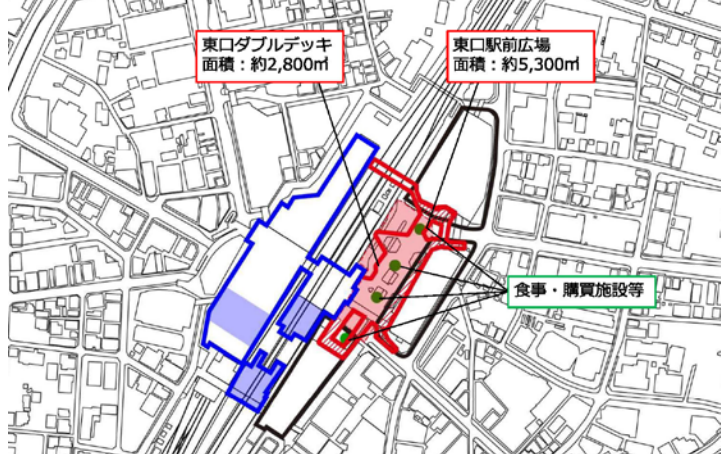 東口ダブルデッキ
面積：約2,800㎡
東口駅前広場
面積：約5,300㎡
食事・購買施設等